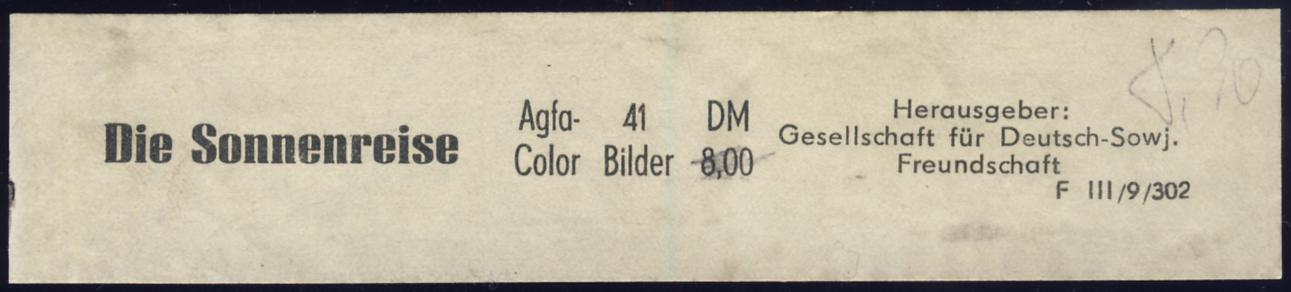 Die Sonnenreise
Agfa- 41 DM
Color Bilder 8,00
Herausgeber:
Gesellschaft für Deutsch-Sowj.
Freundschaft
F III/9/302